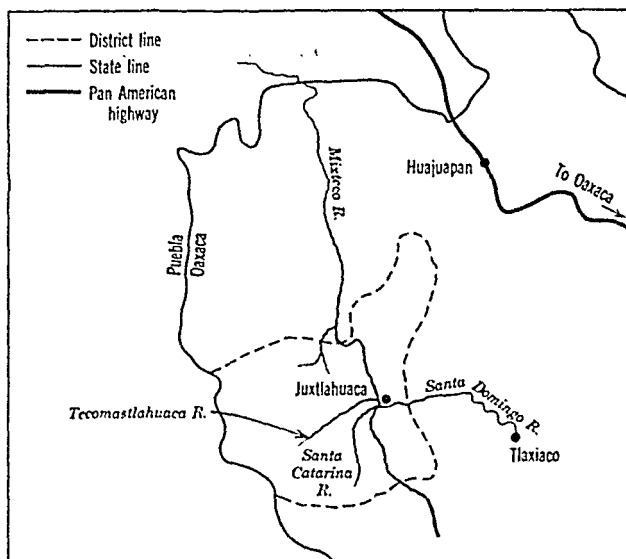 District line
State line
Pan American
highway
Huajuapan
To Oaxaca
Mixteco R.
Puebla
Oaxaca
Juxtlahuaca
Santa Domingo R.
Tecomastlahuaca R.
Tlaxiaco
Santa
Catarina
R.